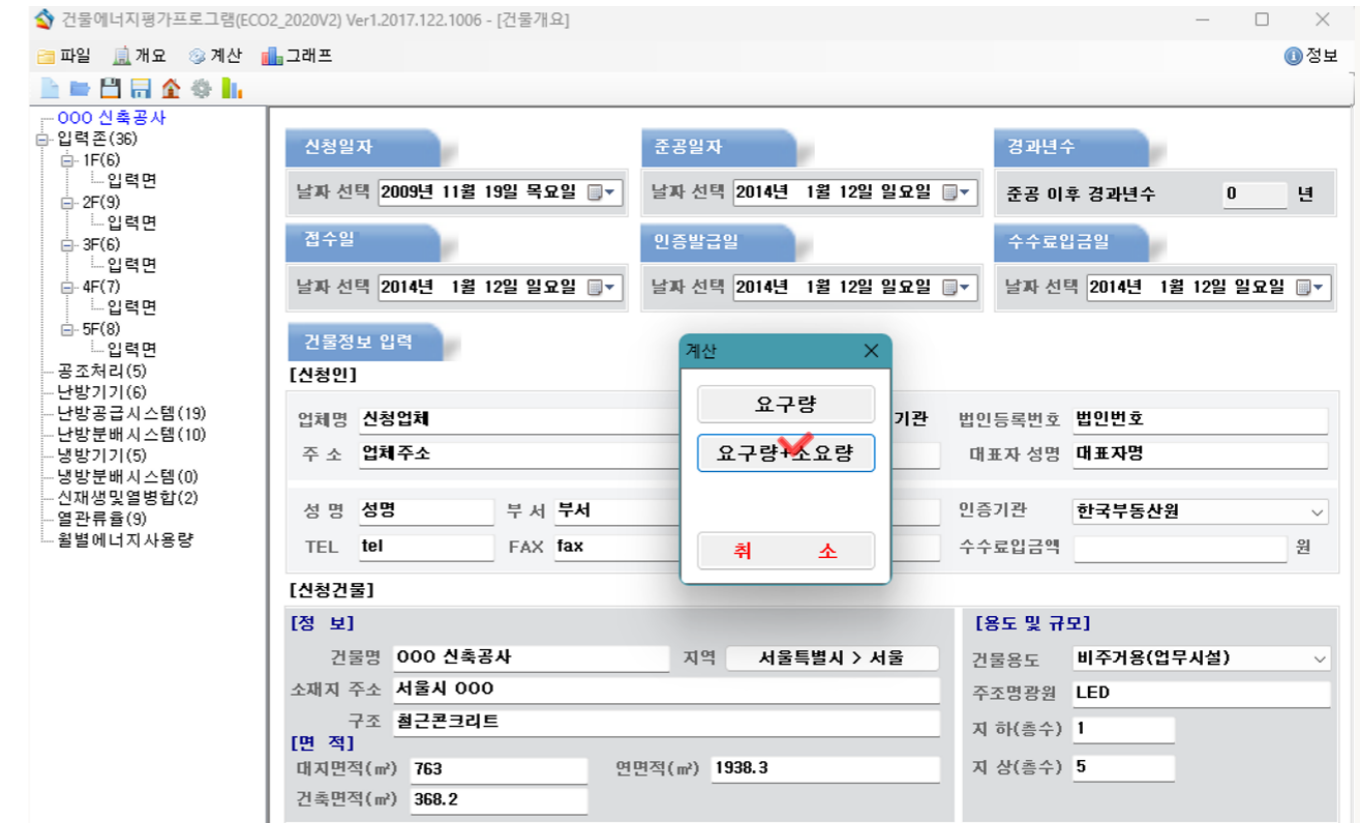 건물에너지평가프로그램(ECO2_2020V2) Ver1.2017.122.1006 - [건물개요]
파일 개요 계산 그래프 정보
OOO 신축공사
입력존(36)
1F(6)
입력면
2F(9)
입력면
3F(6)
입력면
4F(7)
입력면
5F(8)
입력면
공조처리(5)
난방기기(6)
난방공급시스템(19)
난방분배시스템(10)
냉방기기(5)
냉방분배시스템(0)
신재생및열병합(2)
열관류율(9)
월별에너지사용량
신청일자 준공일자 경과년수
날짜 선택 2009년 11월 19일 목요일 날짜 선택 2014년 1월 12일 일요일 준공 이후 경과년수 0 년
접수일 인증발급일 수수료입금일
날짜 선택 2014년 1월 12일 일요일 날짜 선택 2014년 1월 12일 일요일 날짜 선택 2014년 1월 12일 일요일
건물정보 입력
[신청인]
업체명 신청업체 기관 법인등록번호 법인번호
주 소 업체주소 대표자 성명 대표자명
성 명 성명 부 서 부서 인증기관 한국부동산원
TEL tel FAX fax 수수료입금액 원
계산
요구량
요구량+소요량
취 소
[신청건물]
[정 보] [용도 및 규모]
건물명 OOO 신축공사 지역 서울특별시 > 서울 건물용도 비주거용(업무시설)
소재지 주소 서울시 OOO 주조명광원 LED
구조 철근콘크리트 지 하(층수) 1
[면 적]
대지면적(㎡) 763 연면적(㎡) 1938.3 지 상(층수) 5
건축면적(㎡) 368.2